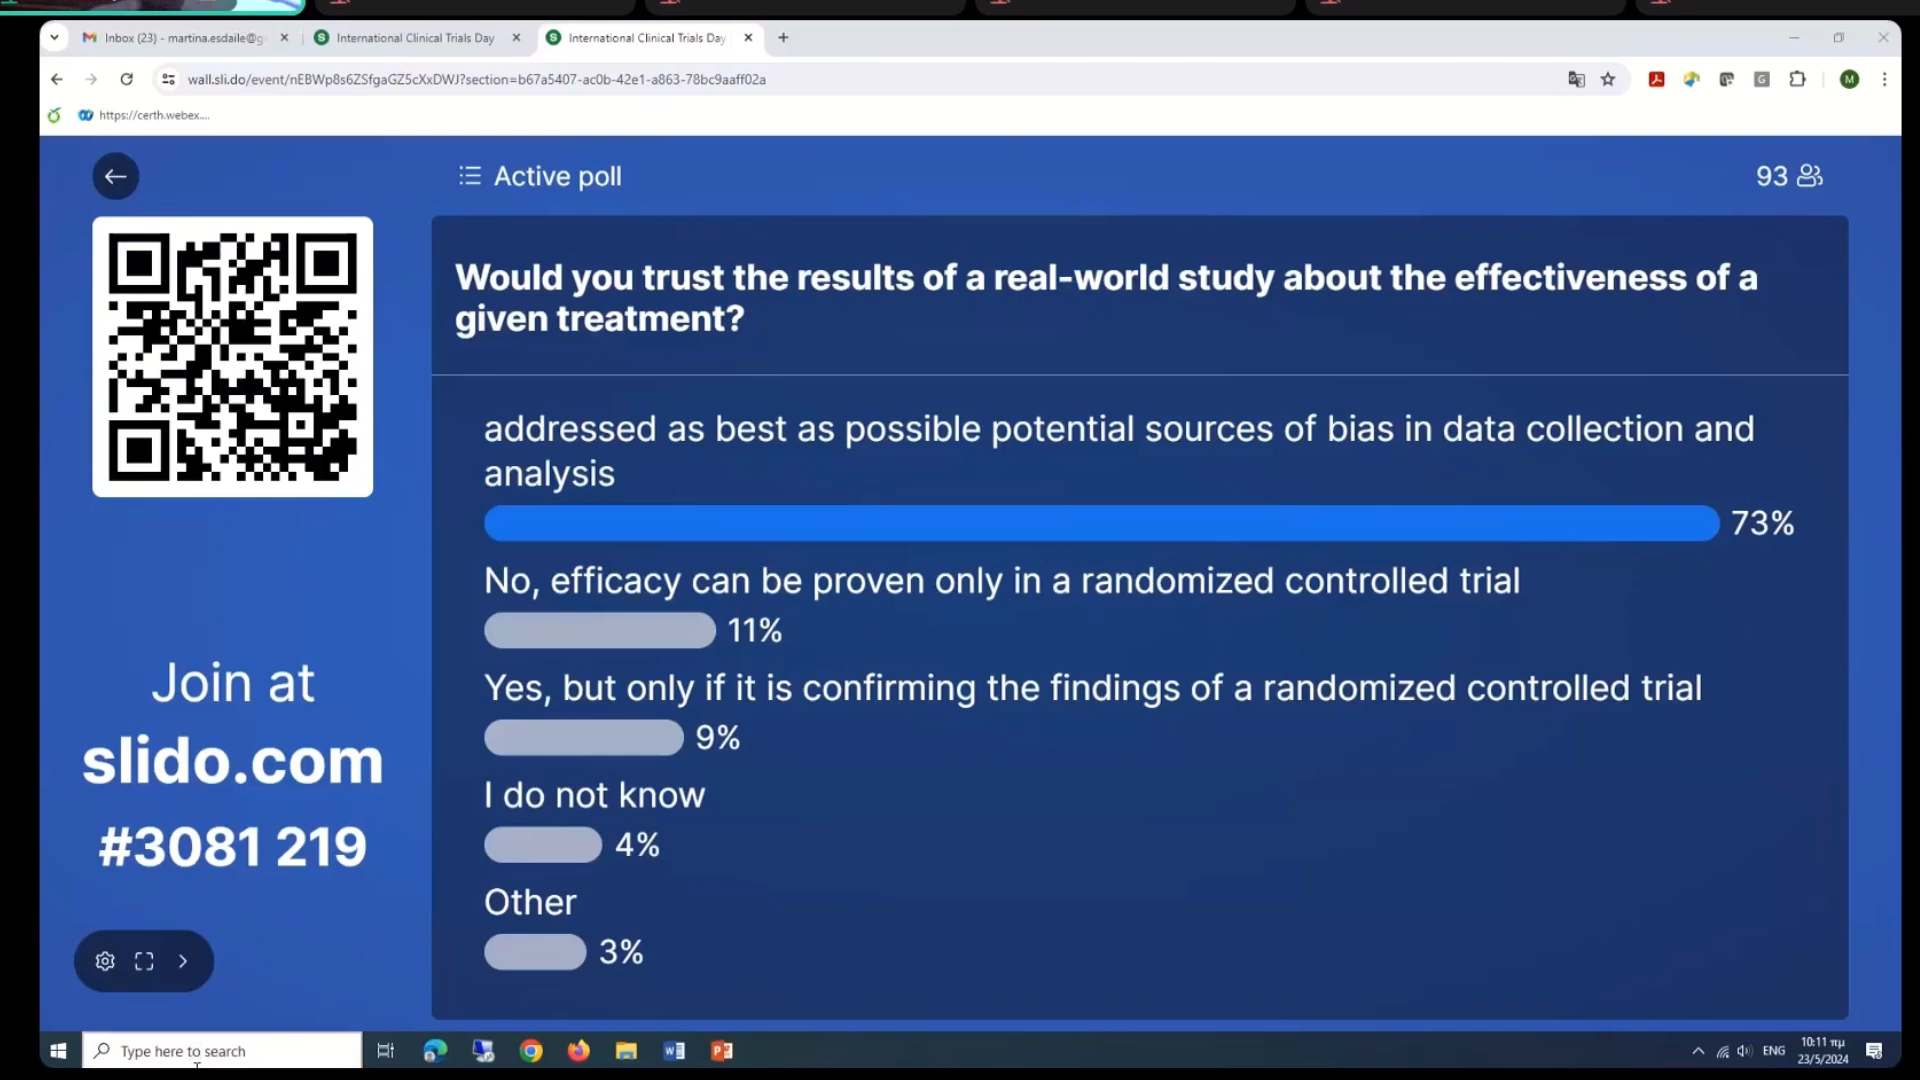 Inbox (23) - martina.esdaile@g
International Clinical Trials Day
International Clinical Trials Day
wall.sli.do/event/nEBWp8s6ZSfgaGZ5cXxDWJ?section=b67a5407-ac0b-42e1-a863-78bc9aaff02a
https://certh.webex....
Active poll
93
Would you trust the results of a real-world study about the effectiveness of a
given treatment?
addressed as best as possible potential sources of bias in data collection and
analysis
73%
No, efficacy can be proven only in a randomized controlled trial
11%
Yes, but only if it is confirming the findings of a randomized controlled trial
9%
I do not know
4%
Other
3%
Join at
slido.com
#3081 219
Type here to search
ENG
10:11 πμ
23/5/2024